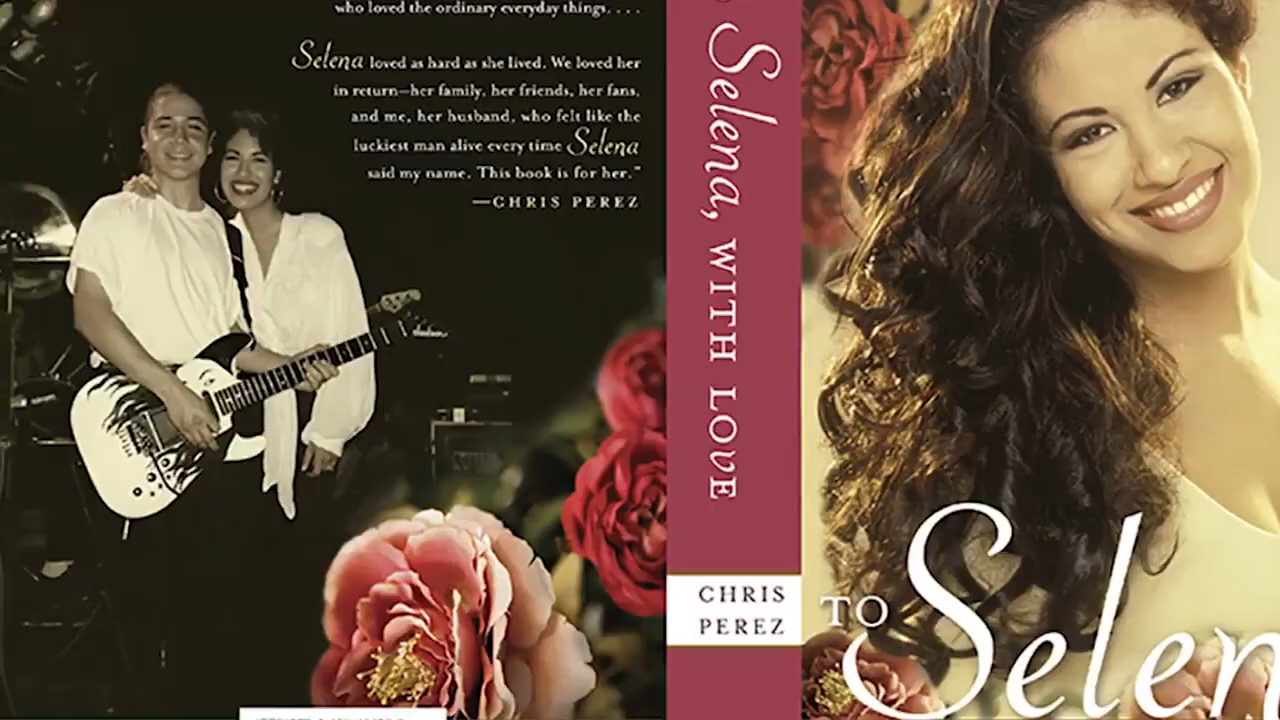 who loved the ordinary everyday things. . . .
Selena loved as hard as she lived. We loved her
in return—her family, her friends, her fans,
and me, her husband, who felt like the
luckiest man alive every time Selena
said my name. This book is for her."
—CHRIS PEREZ
Selena, WITH LOVE
CHRIS
PEREZ
TO Selen